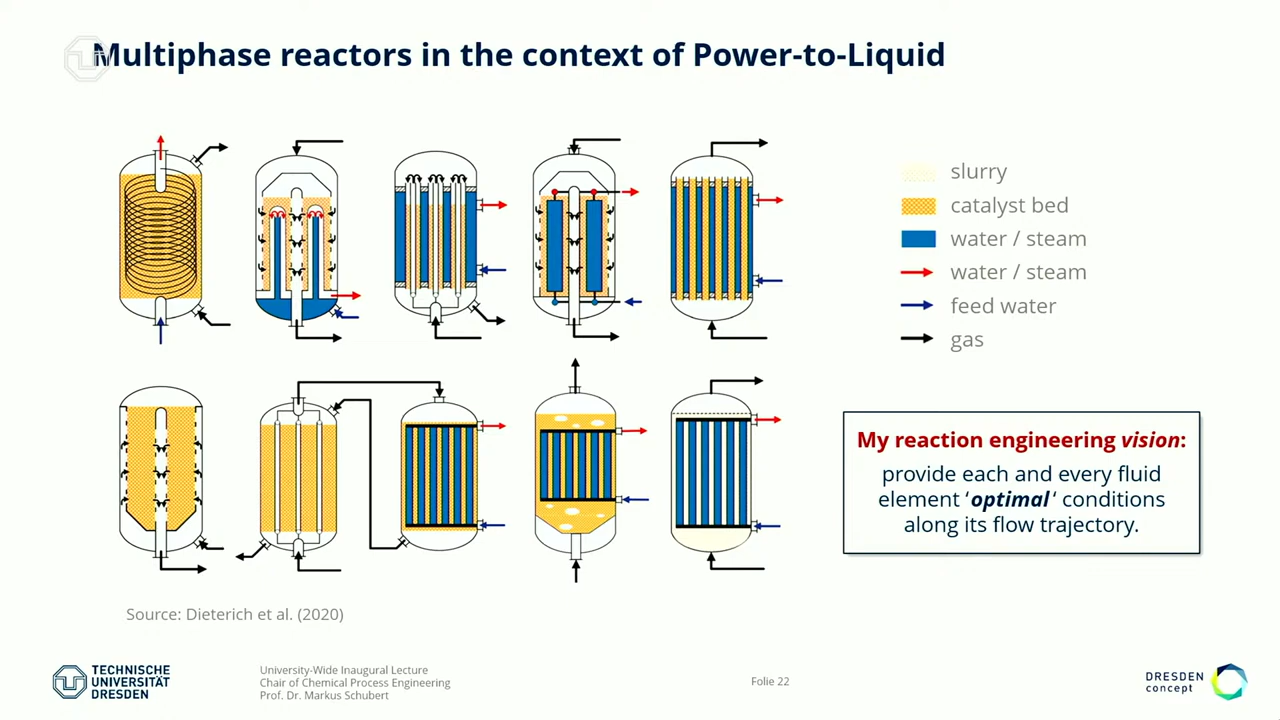 Multiphase reactors in the context of Power-to-Liquid
slurry
catalyst bed
water / steam
water / steam
feed water
gas
My reaction engineering vision:
provide each and every fluid
element ‘optimal‘ conditions
along its flow trajectory.
Source: Dieterich et al. (2020)
TECHNISCHE
UNIVERSITÄT
DRESDEN
University-Wide Inaugural Lecture
Chair of Chemical Process Engineering
Prof. Dr. Markus Schubert
Folie 22
DRESDEN
concept